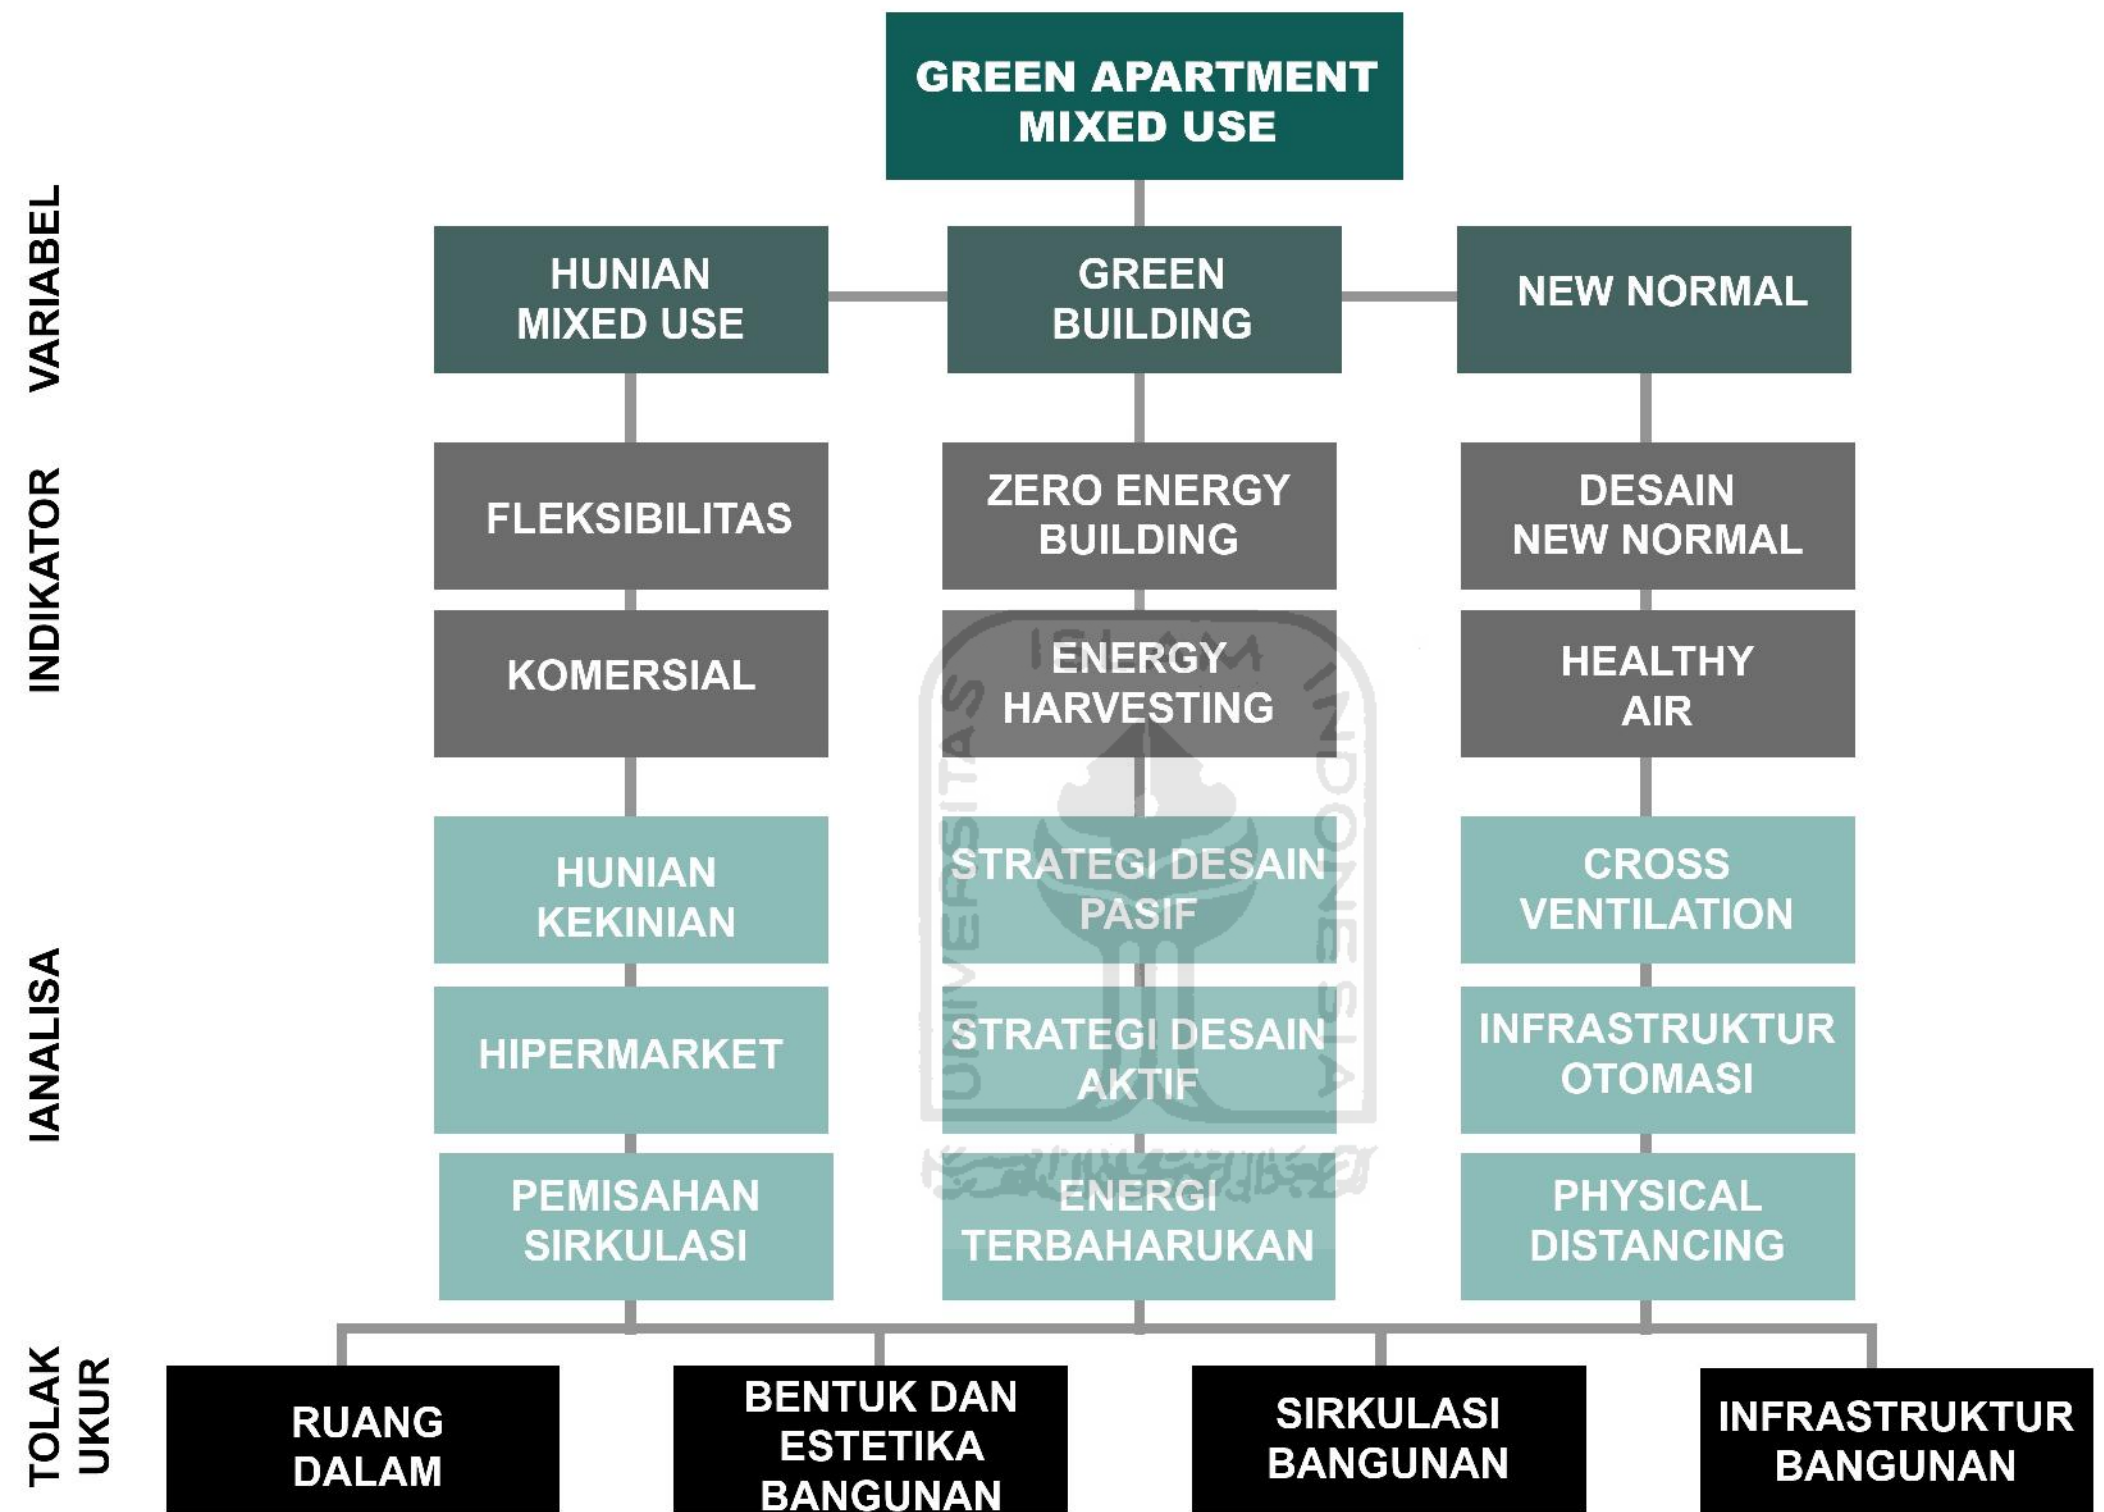 GREEN APARTMENT
MIXED USE
VARIABEL
HUNIAN
MIXED USE
GREEN
BUILDING
NEW NORMAL
INDIKATOR
FLEKSIBILITAS
ZERO ENERGY
BUILDING
DESAIN
NEW NORMAL
KOMERSIAL
ENERGY
HARVESTING
HEALTHY
AIR
IANALISA
HUNIAN
KEKINIAN
STRATEGI DESAIN
PASIF
CROSS
VENTILATION
HIPERMARKET
STRATEGI DESAIN
AKTIF
INFRASTRUKTUR
OTOMASI
PEMISAHAN
SIRKULASI
ENERGI
TERBAHARUKAN
PHYSICAL
DISTANCING
TOLAK
UKUR
RUANG
DALAM
BENTUK DAN
ESTETIKA
BANGUNAN
SIRKULASI
BANGUNAN
INFRASTRUKTUR
BANGUNAN
UNIVERSITAS
ISLAM
INDONESIA